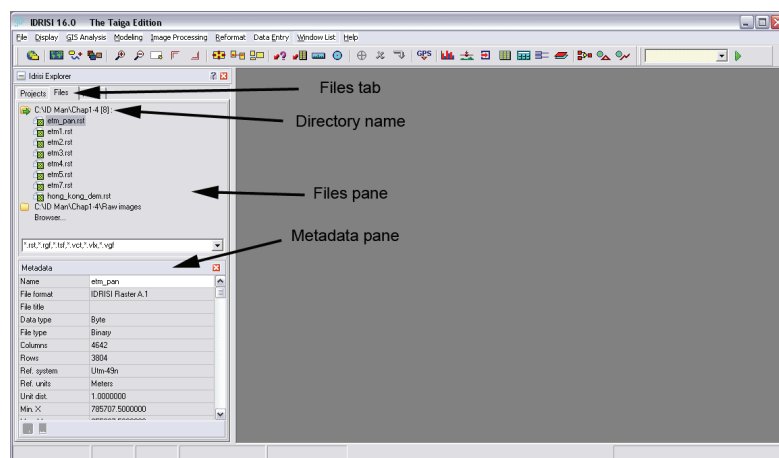 IDRISI 16.0 The Taiga Edition
File Display GIS Analysis Modeling Image Processing Reformat Data Entry Window List Help
GPS
Idrisi Explorer
Projects Files
Files tab
C:\ID Man\Chap1-4 [8] :
Directory name
etm_pan.rst
etm1.rst
etm2.rst
etm3.rst
etm4.rst
etm5.rst
etm7.rst
hong_kong_dem.rst
Files pane
C:\ID Man\Chap1-4\Raw images
Browser...
*.rst,*.rgf,*.tsf,*.vct,*.vlx,*.vgf
Metadata pane
Metadata
Name etm_pan
File format IDRISI Raster A.1
File title
Data type Byte
File type Binary
Columns 4642
Rows 3804
Ref. system Utm-49n
Ref. units Meters
Unit dist. 1.0000000
Min. X 785707.5000000